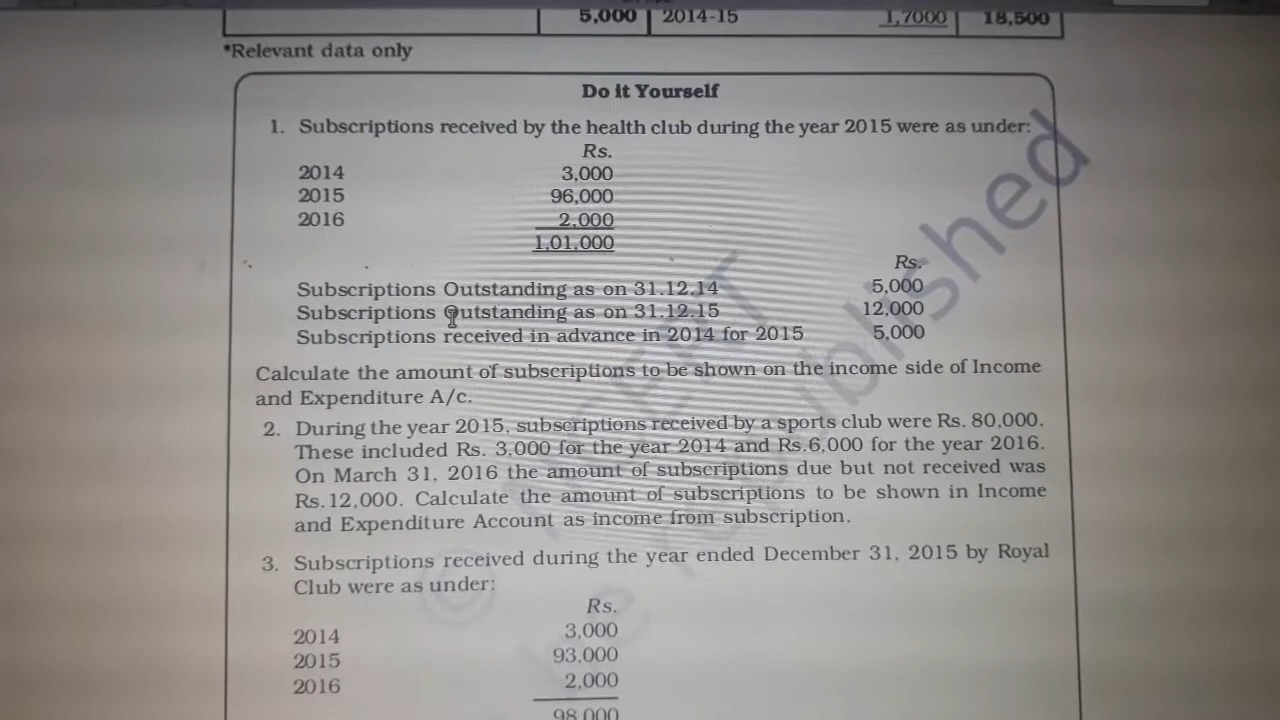 5,000 2014-15 1,7000 18,500
*Relevant data only
Do it Yourself
1. Subscriptions received by the health club during the year 2015 were as under:
Rs.
2014 3,000
2015 96,000
2016 2,000
1,01,000
Rs.
Subscriptions Outstanding as on 31.12.14 5,000
Subscriptions Outstanding as on 31.12.15 12,000
Subscriptions received in advance in 2014 for 2015 5,000
Calculate the amount of subscriptions to be shown on the income side of Income
and Expenditure A/c.
2. During the year 2015, subscriptions received by a sports club were Rs. 80,000.
These included Rs. 3,000 for the year 2014 and Rs.6,000 for the year 2016.
On March 31, 2016 the amount of subscriptions due but not received was
Rs.12,000. Calculate the amount of subscriptions to be shown in Income
and Expenditure Account as income from subscription.
3. Subscriptions received during the year ended December 31, 2015 by Royal
Club were as under:
Rs.
2014 3,000
2015 93,000
2016 2,000
98,000